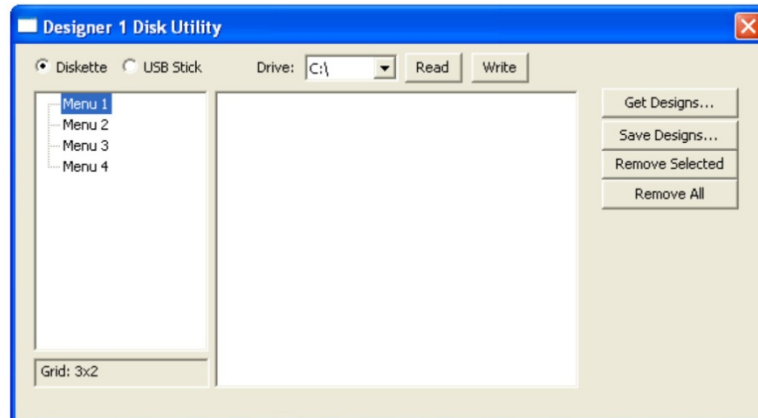 Designer 1 Disk Utility
Diskette USB Stick Drive: C:\ Read Write
Menu 1
Menu 2
Menu 3
Menu 4
Get Designs...
Save Designs...
Remove Selected
Remove All
Grid: 3x2